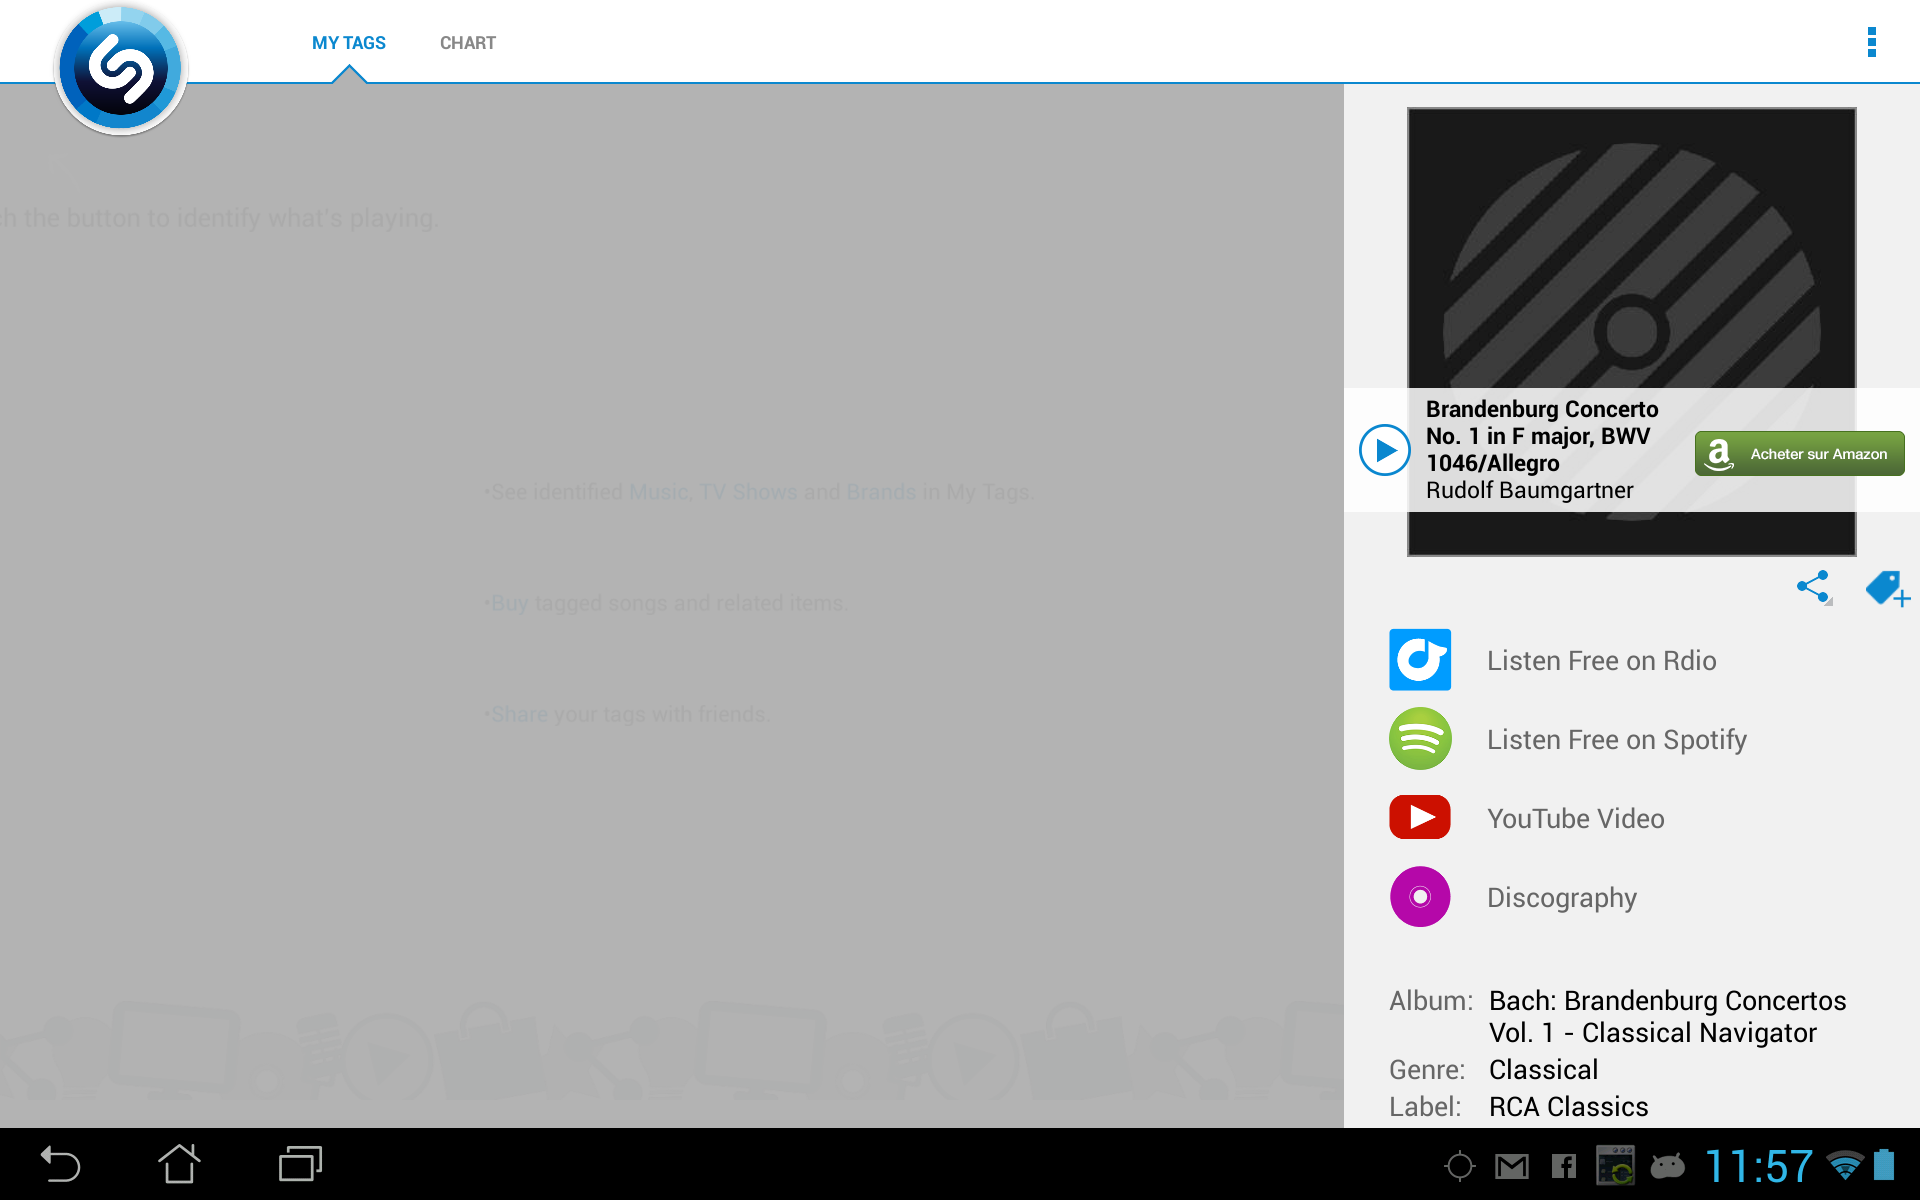 MY TAGS
CHART
ch the button to identify what's playing.
•See identified Music, TV Shows and Brands in My Tags.
•Buy tagged songs and related items.
•Share your tags with friends.
Brandenburg Concerto
No. 1 in F major, BWV
1046/Allegro
Rudolf Baumgartner
Acheter sur Amazon
Listen Free on Rdio
Listen Free on Spotify
YouTube Video
Discography
Album: Bach: Brandenburg Concertos
Vol. 1 - Classical Navigator
Genre: Classical
Label: RCA Classics
11:57